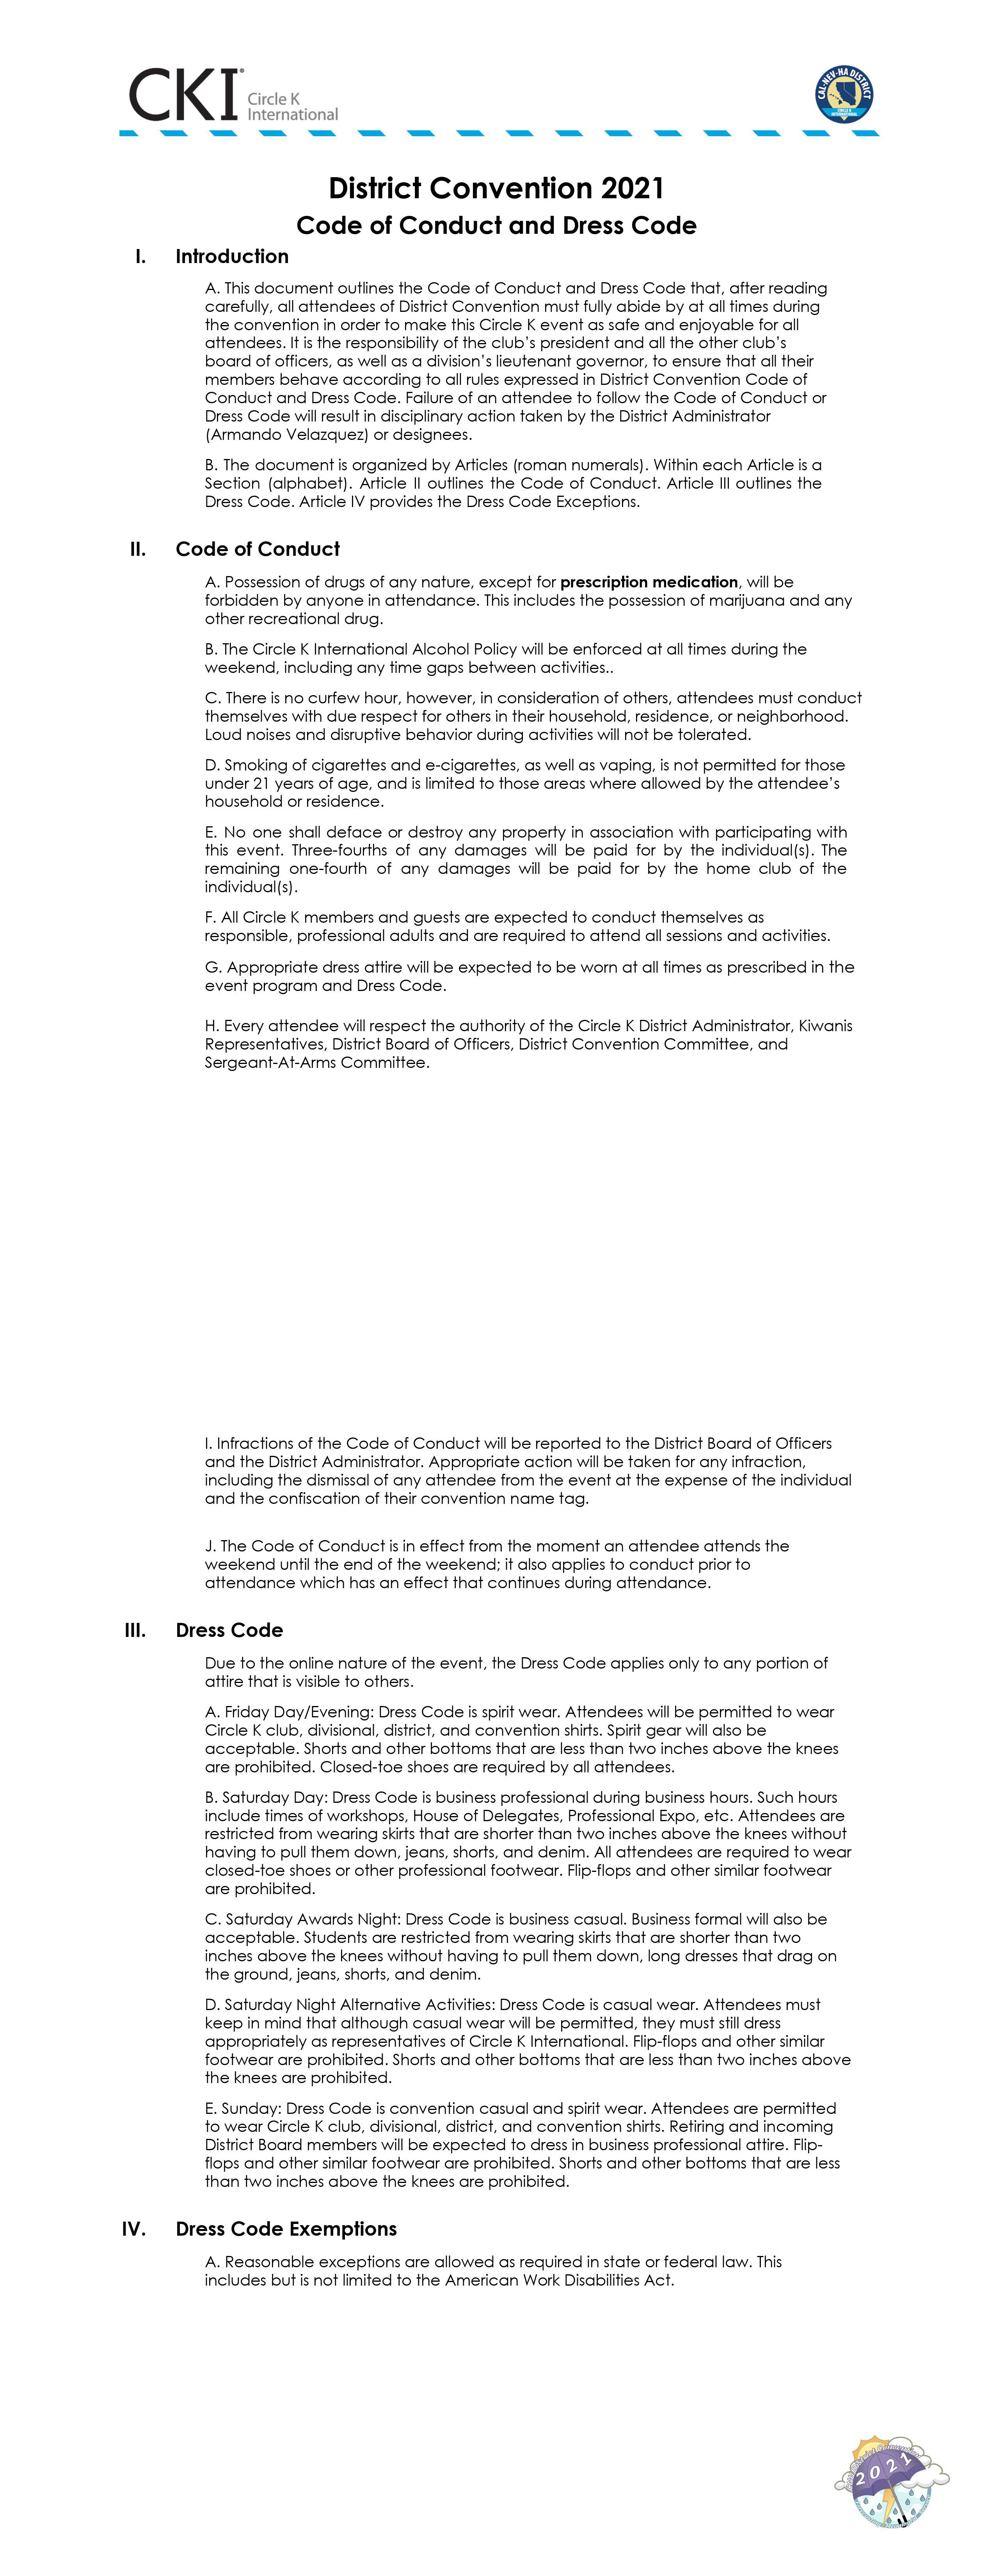 CKI®
Circle K
International
CAL-NEV-HA DISTRICT
CIRCLE K
INTERNATIONAL
District Convention 2021
Code of Conduct and Dress Code
I. Introduction
A. This document outlines the Code of Conduct and Dress Code that, after reading
carefully, all attendees of District Convention must fully abide by at all times during
the convention in order to make this Circle K event as safe and enjoyable for all
attendees. It is the responsibility of the club's president and all the other club's
board of officers, as well as a division's lieutenant governor, to ensure that all their
members behave according to all rules expressed in District Convention Code of
Conduct and Dress Code. Failure of an attendee to follow the Code of Conduct or
Dress Code will result in disciplinary action taken by the District Administrator
(Armando Velazquez) or designees.
B. The document is organized by Articles (roman numerals). Within each Article is a
Section (alphabet). Article II outlines the Code of Conduct. Article III outlines the
Dress Code. Article IV provides the Dress Code Exceptions.
II. Code of Conduct
A. Possession of drugs of any nature, except for prescription medication, will be
forbidden by anyone in attendance. This includes the possession of marijuana and any
other recreational drug.
B. The Circle K International Alcohol Policy will be enforced at all times during the
weekend, including any time gaps between activities..
C. There is no curfew hour, however, in consideration of others, attendees must conduct
themselves with due respect for others in their household, residence, or neighborhood.
Loud noises and disruptive behavior during activities will not be tolerated.
D. Smoking of cigarettes and e-cigarettes, as well as vaping, is not permitted for those
under 21 years of age, and is limited to those areas where allowed by the attendee's
household or residence.
E. No one shall deface or destroy any property in association with participating with
this event. Three-fourths of any damages will be paid for by the individual(s). The
remaining one-fourth of any damages will be paid for by the home club of the
individual(s).
F. All Circle K members and guests are expected to conduct themselves as
responsible, professional adults and are required to attend all sessions and activities.
G. Appropriate dress attire will be expected to be worn at all times as prescribed in the
event program and Dress Code.
H. Every attendee will respect the authority of the Circle K District Administrator, Kiwanis
Representatives, District Board of Officers, District Convention Committee, and
Sergeant-At-Arms Committee.
I. Infractions of the Code of Conduct will be reported to the District Board of Officers
and the District Administrator. Appropriate action will be taken for any infraction,
including the dismissal of any attendee from the event at the expense of the individual
and the confiscation of their convention name tag.
J. The Code of Conduct is in effect from the moment an attendee attends the
weekend until the end of the weekend; it also applies to conduct prior to
attendance which has an effect that continues during attendance.
III. Dress Code
Due to the online nature of the event, the Dress Code applies only to any portion of
attire that is visible to others.
A. Friday Day/Evening: Dress Code is spirit wear. Attendees will be permitted to wear
Circle K club, divisional, district, and convention shirts. Spirit gear will also be
acceptable. Shorts and other bottoms that are less than two inches above the knees
are prohibited. Closed-toe shoes are required by all attendees.
B. Saturday Day: Dress Code is business professional during business hours. Such hours
include times of workshops, House of Delegates, Professional Expo, etc. Attendees are
restricted from wearing skirts that are shorter than two inches above the knees without
having to pull them down, jeans, shorts, and denim. All attendees are required to wear
closed-toe shoes or other professional footwear. Flip-flops and other similar footwear
are prohibited.
C. Saturday Awards Night: Dress Code is business casual. Business formal will also be
acceptable. Students are restricted from wearing skirts that are shorter than two
inches above the knees without having to pull them down, long dresses that drag on
the ground, jeans, shorts, and denim.
D. Saturday Night Alternative Activities: Dress Code is casual wear. Attendees must
keep in mind that although casual wear will be permitted, they must still dress
appropriately as representatives of Circle K International. Flip-flops and other similar
footwear are prohibited. Shorts and other bottoms that are less than two inches above
the knees are prohibited.
E. Sunday: Dress Code is convention casual and spirit wear. Attendees are permitted
to wear Circle K club, divisional, district, and convention shirts. Retiring and incoming
District Board members will be expected to dress in business professional attire. Flip-
flops and other similar footwear are prohibited. Shorts and other bottoms that are less
than two inches above the knees are prohibited.
IV. Dress Code Exemptions
A. Reasonable exceptions are allowed as required in state or federal law. This
includes but is not limited to the American Work Disabilities Act.
District Convention
2021